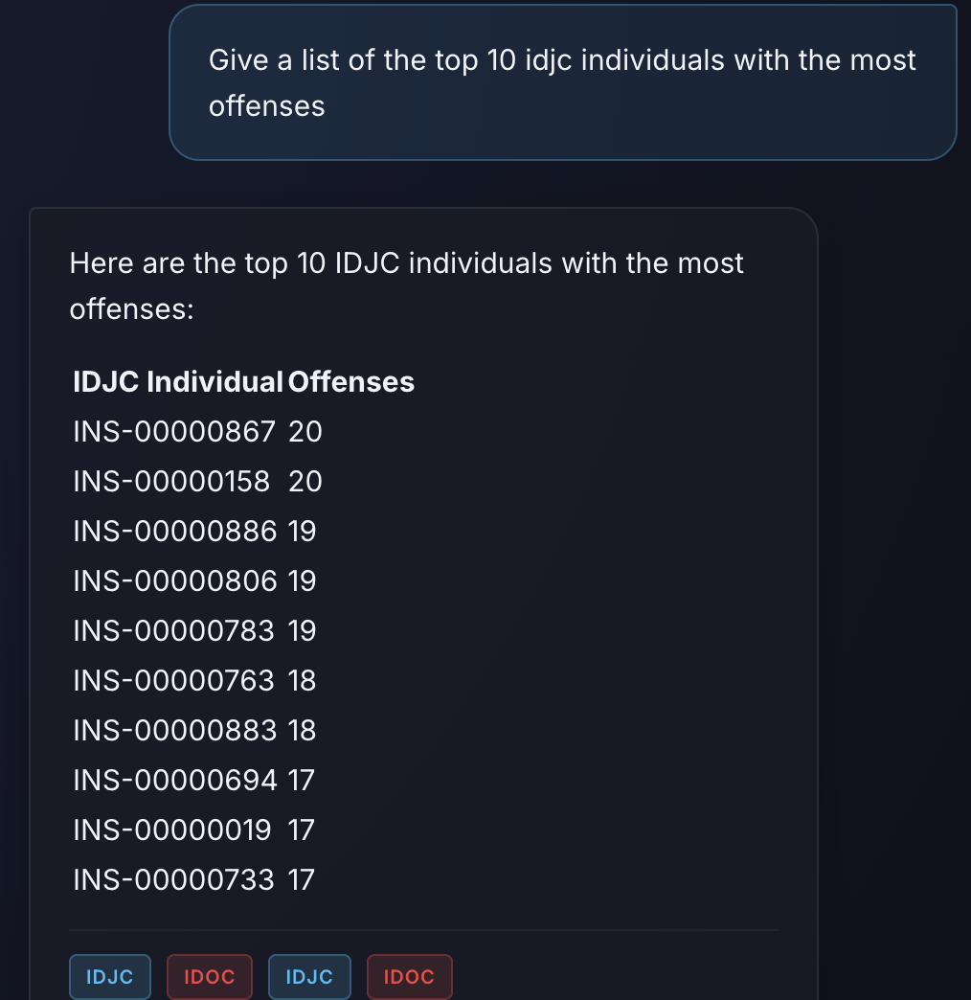 Give a list of the top 10 idjc individuals with the most
offenses
Here are the top 10 IDJC individuals with the most
offenses:
IDJC Individual Offenses
INS-00000867 20
INS-00000158 20
INS-00000886 19
INS-00000806 19
INS-00000783 19
INS-00000763 18
INS-00000883 18
INS-00000694 17
INS-00000019 17
INS-00000733 17
IDJC IDOC IDJC IDOC